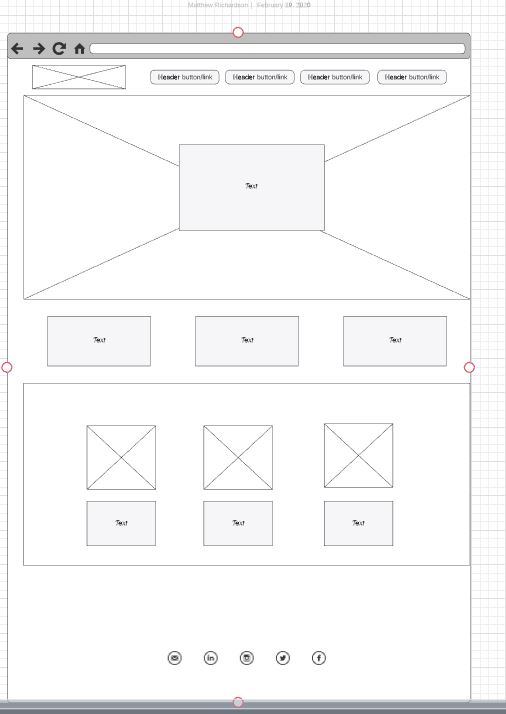 Matthew Richardson | February 19, 2020
Header button/link Header button/link Header button/link Header button/link
Text
Text Text Text
Text Text Text
in